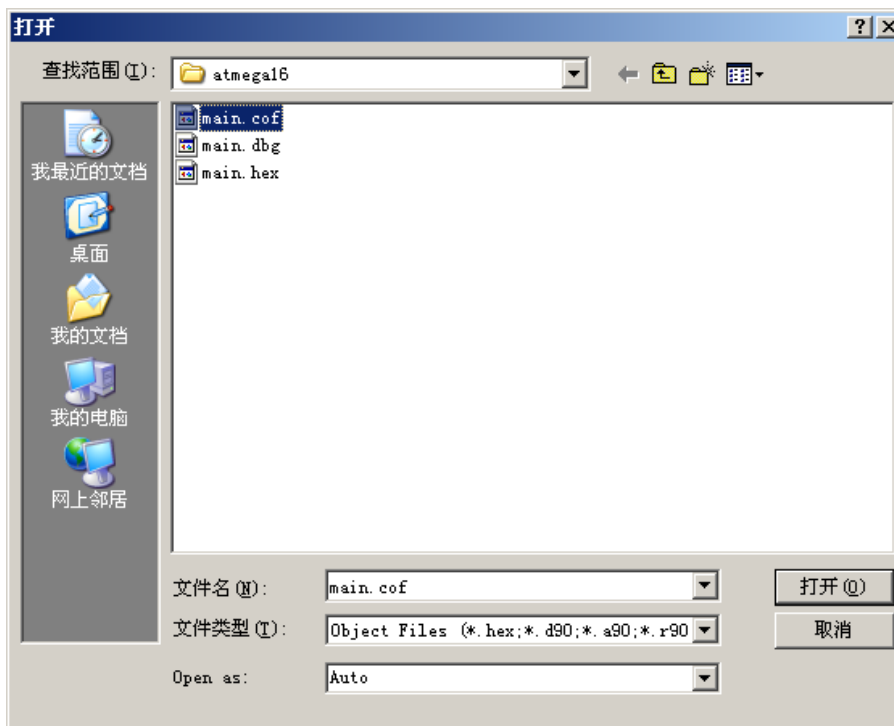 打开
查找范围(I):
atmega16
main.cof
main.dbg
main.hex
我最近的文档
桌面
我的文档
我的电脑
网上邻居
文件名(N):
main.cof
打开(O)
文件类型(T):
Object Files (*.hex;*.d90;*.a90;*.r90
取消
Open as:
Auto